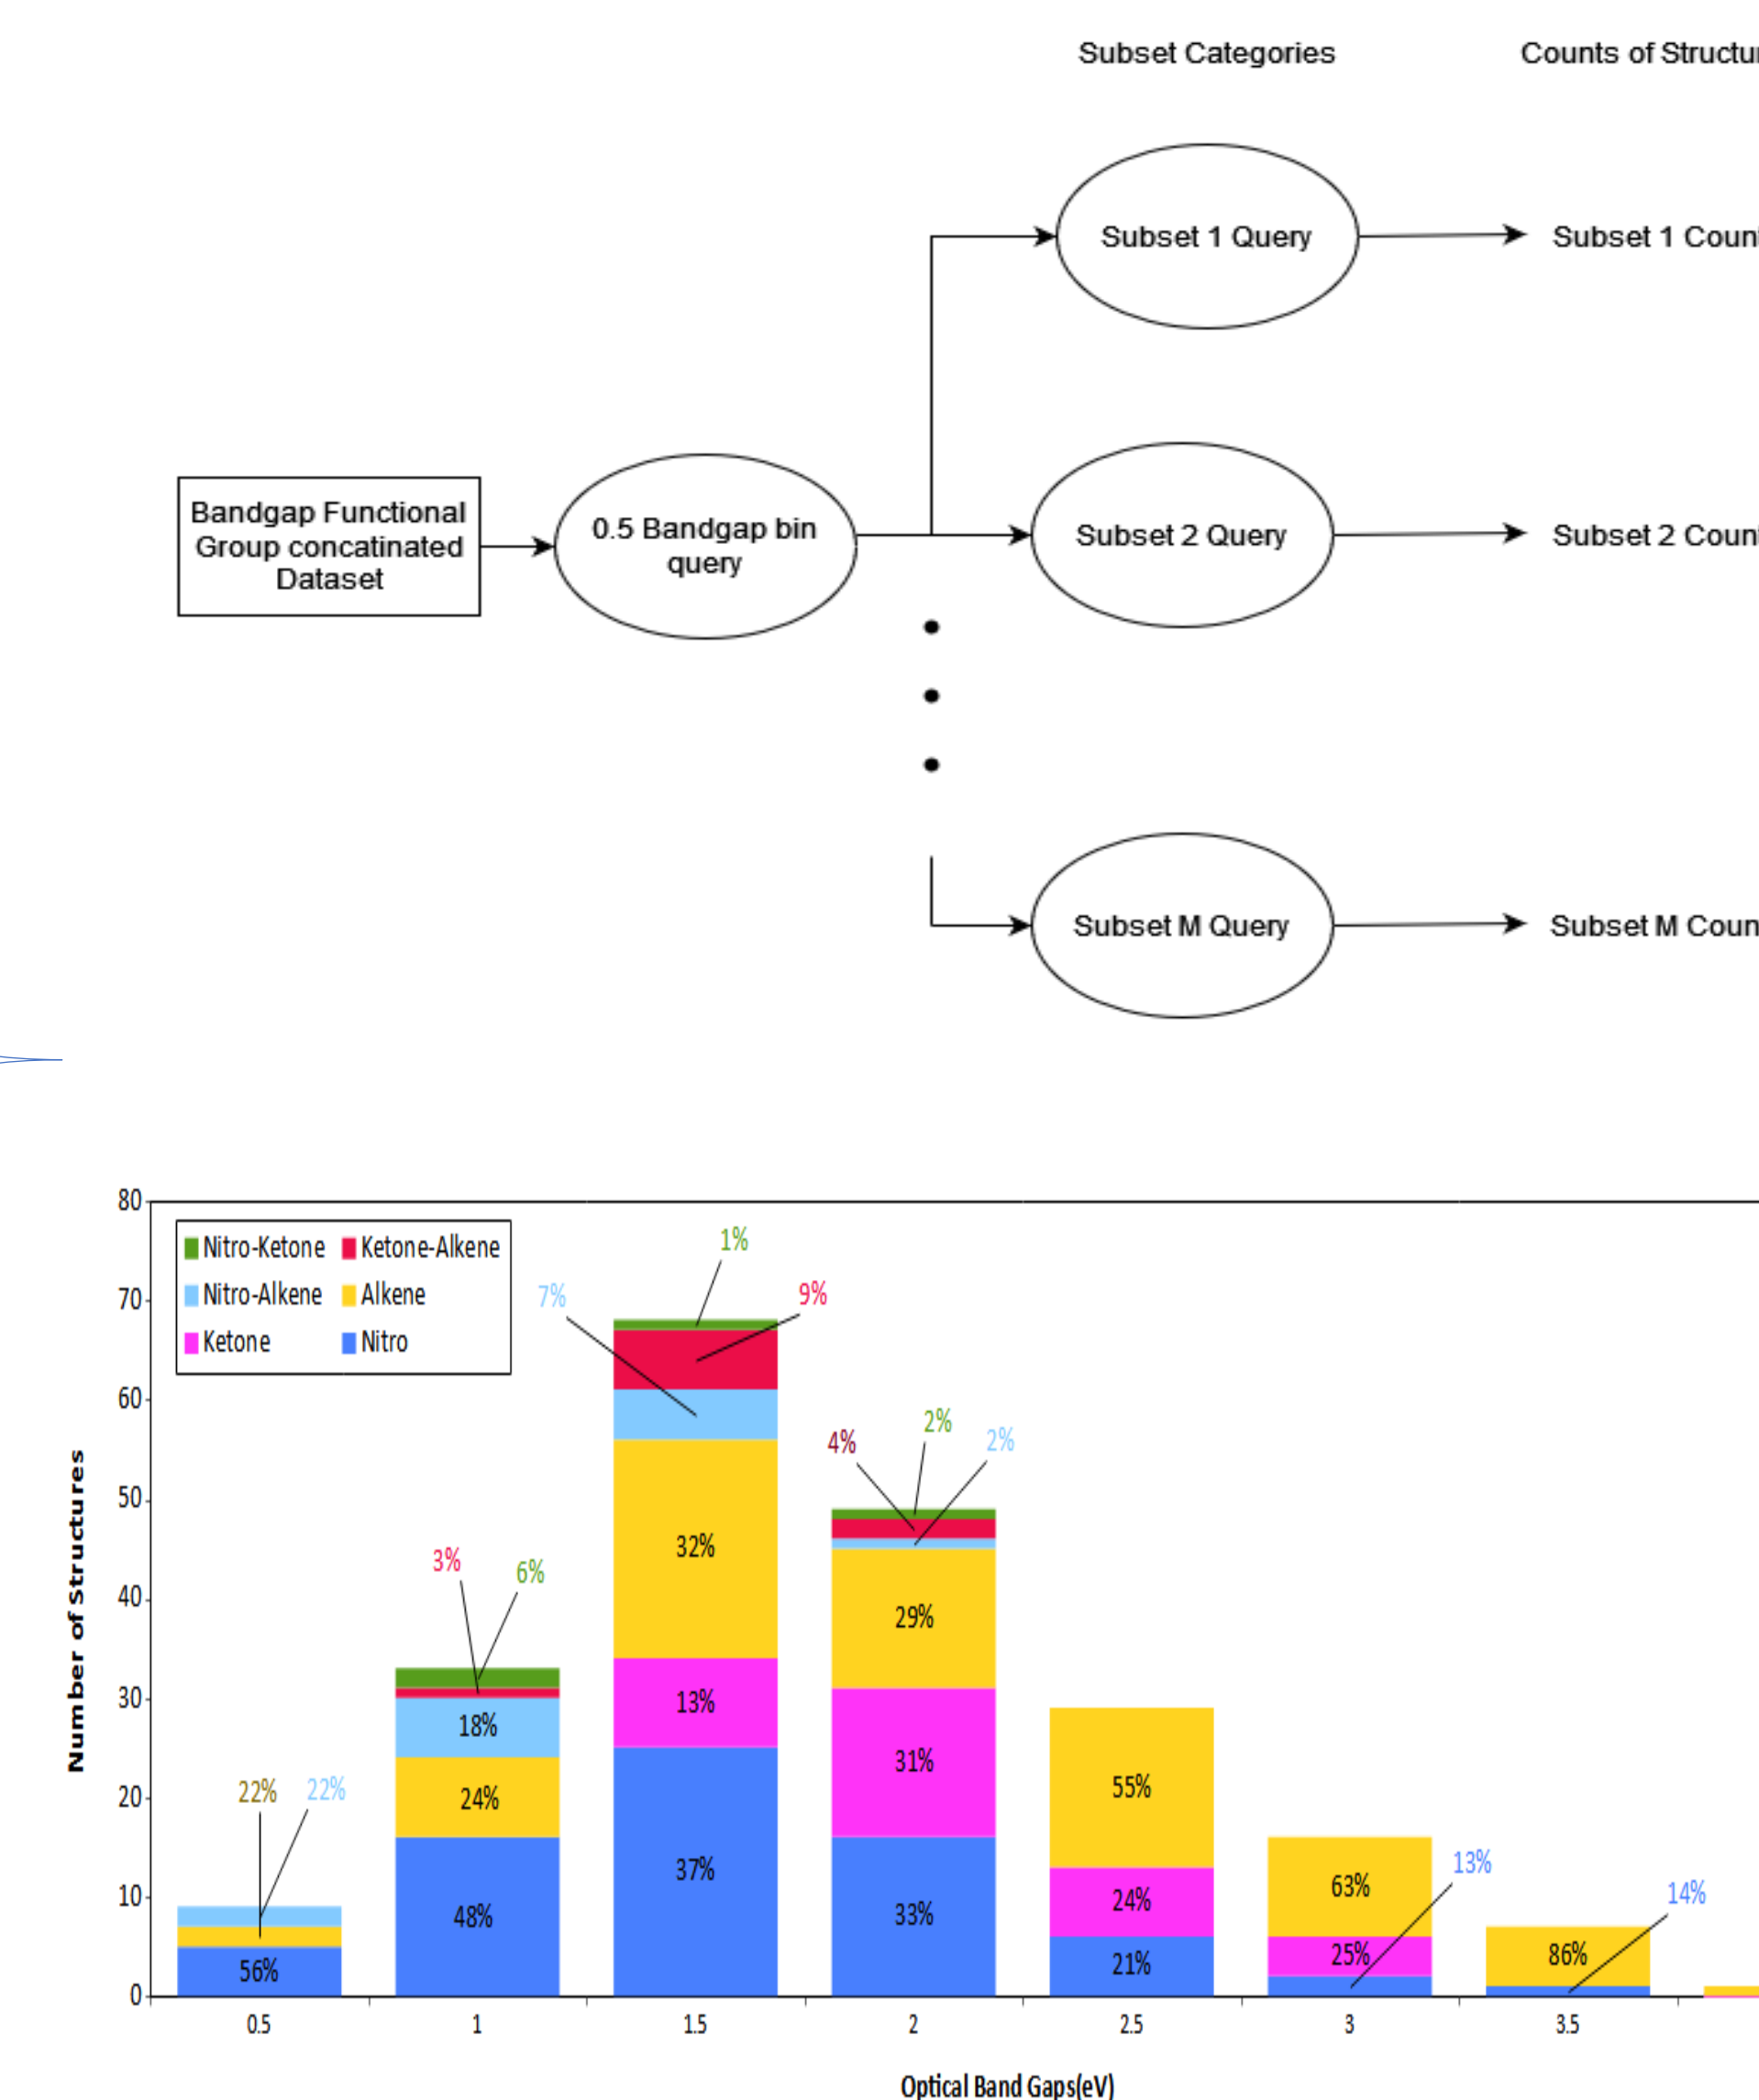 Subset Categories
Counts of Structu
Subset 1 Query
Subset 1 Coun
Bandgap Functional
Group concatinated
Dataset
0.5 Bandgap bin
query
Subset 2 Query
Subset 2 Coun
Subset M Query
Subset M Coun
80
70
60
50
40
30
20
10
0
Number of Structures
Nitro-Ketone
Ketone-Alkene
Nitro-Alkene
Alkene
Ketone
Nitro
22%
22%
56%
3%
6%
18%
24%
48%
7%
1%
9%
32%
13%
37%
4%
2%
2%
29%
31%
33%
55%
24%
21%
63%
25%
13%
86%
14%
0.5
1
1.5
2
2.5
3
3.5
Optical Band Gaps(eV)